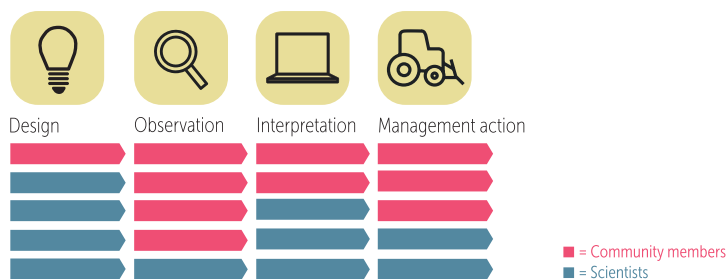 Design
Observation
Interpretation
Management action
= Community members
= Scientists